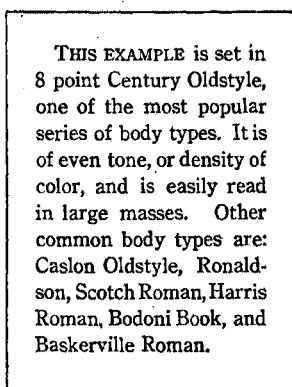 THIS EXAMPLE is set in
8 point Century Oldstyle,
one of the most popular
series of body types. It is
of even tone, or density of
color, and is easily read
in large masses. Other
common body types are:
Caslon Oldstyle, Ronald-
son, Scotch Roman, Harris
Roman, Bodoni Book, and
Baskerville Roman.